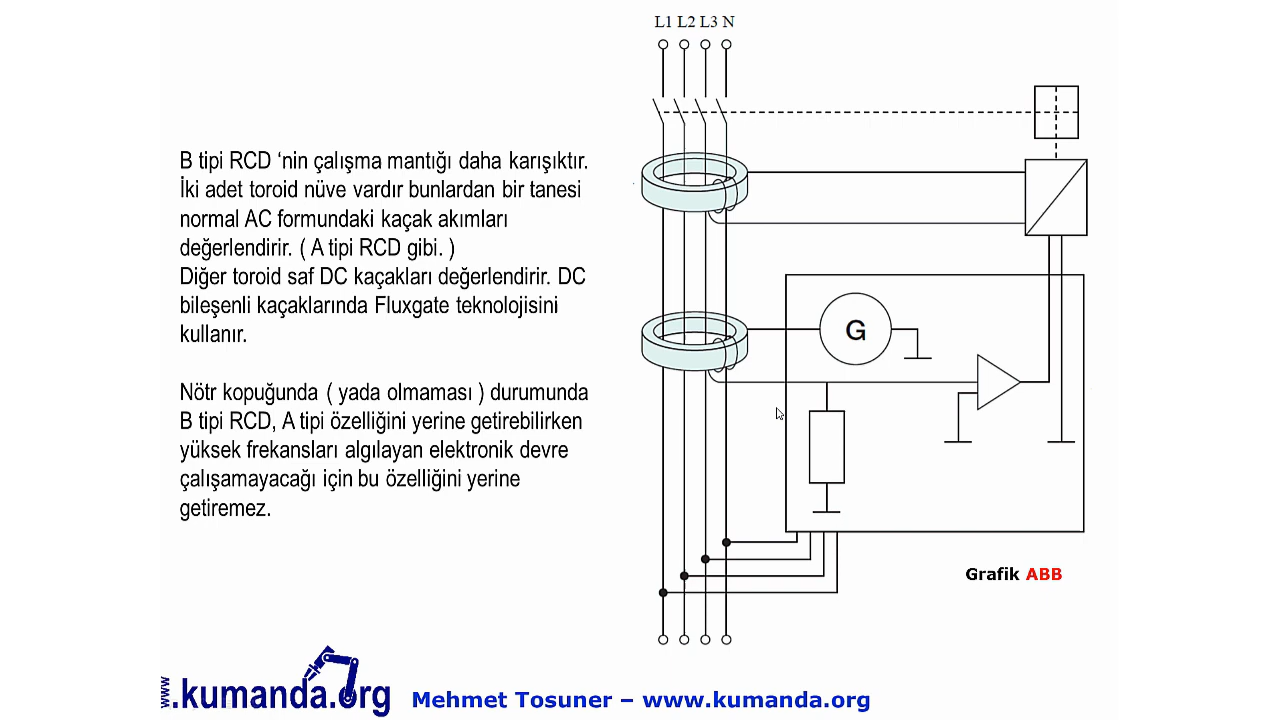 L1 L2 L3 N
B tipi RCD ‘nin çalışma mantığı daha karışıktır.
İki adet toroid nüve vardır bunlardan bir tanesi
normal AC formundaki kaçak akımları
değerlendirir. ( A tipi RCD gibi. )
Diğer toroid saf DC kaçakları değerlendirir. DC
bileşenli kaçaklarında Fluxgate teknolojisini
kullanır.
Nötr kopuğunda ( yada olmaması ) durumunda
B tipi RCD, A tipi özelliğini yerine getirebilirken
yüksek frekansları algılayan elektronik devre
çalışamayacağı için bu özelliğini yerine
getiremez.
G
Grafik ABB
www.kumanda.org
Mehmet Tosuner – www.kumanda.org